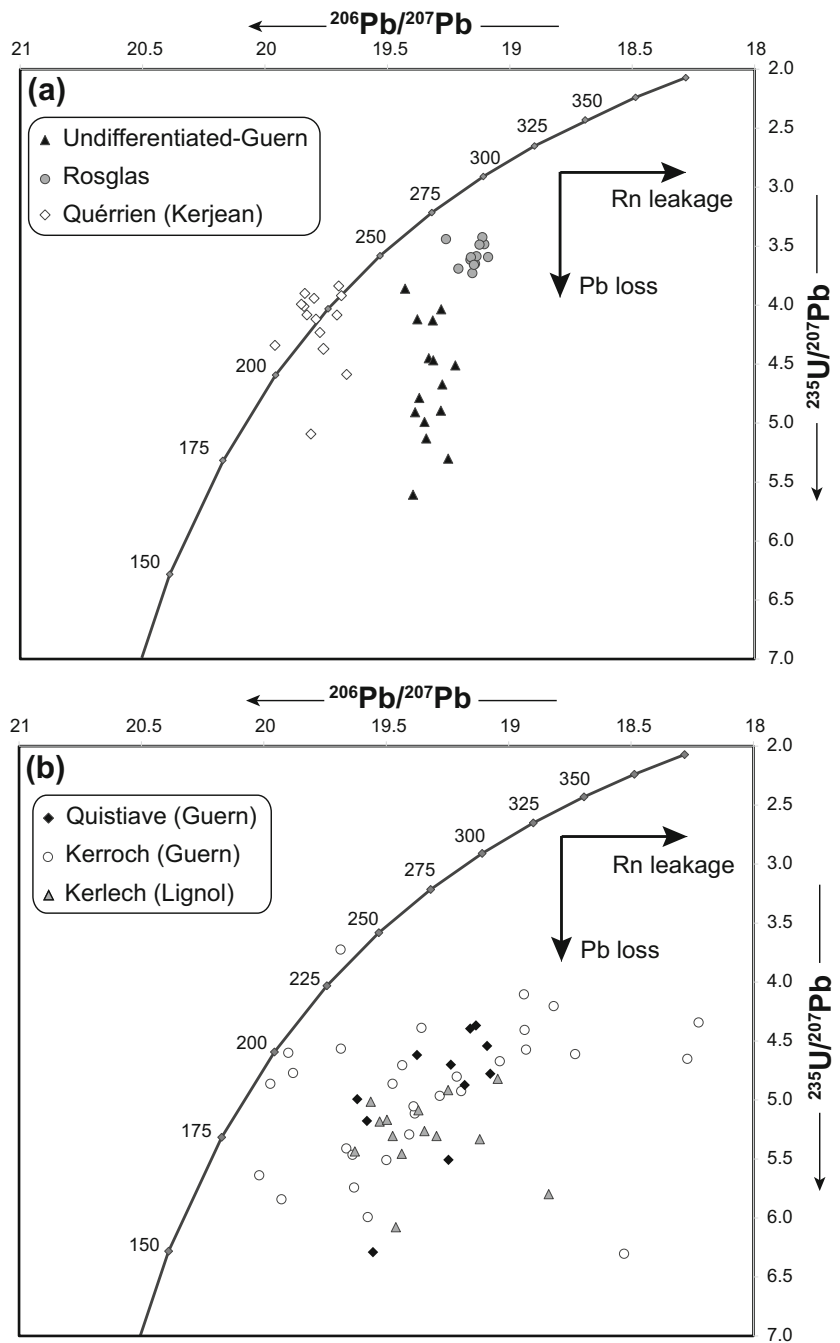 206Pb/207Pb
21 20.5 20 19.5 19 18.5 18
(a)
Undifferentiated-Guern
Rosglas
Quérrien (Kerjean)
350
325
300
275
250
200
175
150
Rn leakage
Pb loss
2.0
2.5
3.0
3.5
4.0
4.5
5.0
5.5
6.0
6.5
7.0
235U/207Pb
206Pb/207Pb
21 20.5 20 19.5 19 18.5 18
(b)
Quistiave (Guern)
Kerroch (Guern)
Kerlech (Lignol)
350
325
300
275
250
225
200
175
150
Rn leakage
Pb loss
2.0
2.5
3.0
3.5
4.0
4.5
5.0
5.5
6.0
6.5
7.0
235U/207Pb